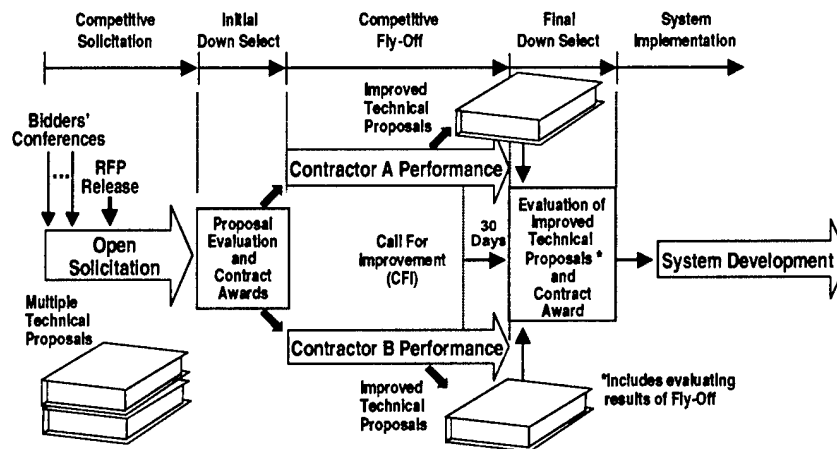 Competitive
Solicitation
Initial
Down Select
Competitive
Fly-Off
Final
Down Select
System
Implementation
Bidders'
Conferences
...
RFP
Release
Open
Solicitation
Multiple
Technical
Proposals
Proposal
Evaluation
and
Contract
Awards
Improved
Technical
Proposals
Contractor A Performance
Call For
Improvement
(CFI)
30
Days
Contractor B Performance
Improved
Technical
Proposals
Evaluation of
Improved
Technical
Proposals *
and
Contract
Award
System Development
*Includes evaluating
results of Fly-Off